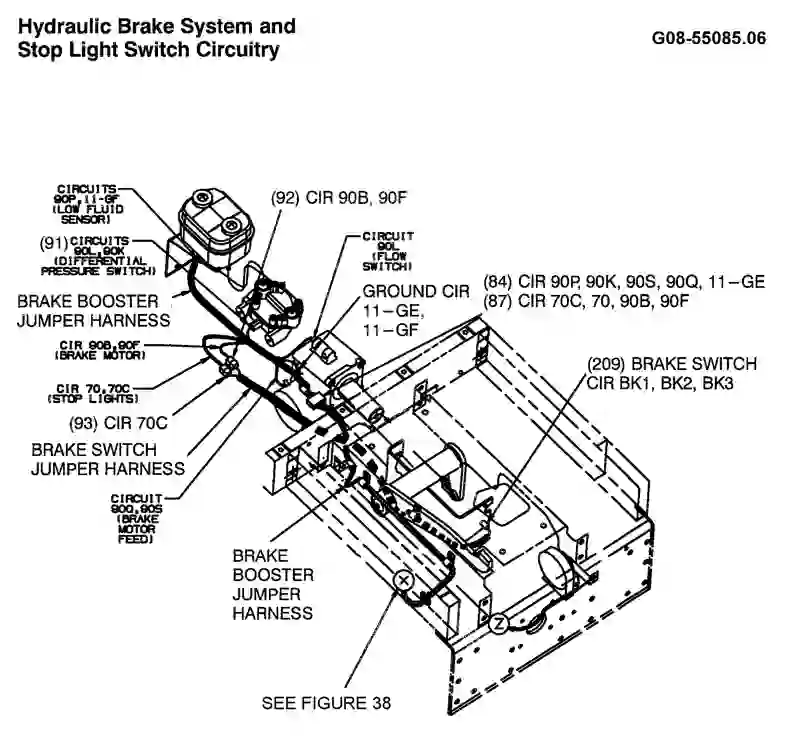 Hydraulic Brake System and
Stop Light Switch Circuitry
G08-55085.06
CIRCUITS
90P, 11-GF
(LOW FLUID
SENSOR)
(92) CIR 90B, 90F
(91) CIRCUITS
90L, 90K
(DIFFERENTIAL
PRESSURE SWITCH)
CIRCUIT
90L
(FLOW
SWITCH)
BRAKE BOOSTER
JUMPER HARNESS
GROUND CIR
11-GE,
11-GF
(84) CIR 90P, 90K, 90S, 90Q, 11-GE
(87) CIR 70C, 70, 90B, 90F
CIR 90B, 90F
(BRAKE MOTOR)
(209) BRAKE SWITCH
CIR BK1, BK2, BK3
CIR 70, 70C
(STOP LIGHTS)
(93) CIR 70C
BRAKE SWITCH
JUMPER HARNESS
CIRCUIT
90Q, 90S
(BRAKE
MOTOR
FEED)
BRAKE
BOOSTER
JUMPER
HARNESS
X
Z
SEE FIGURE 38